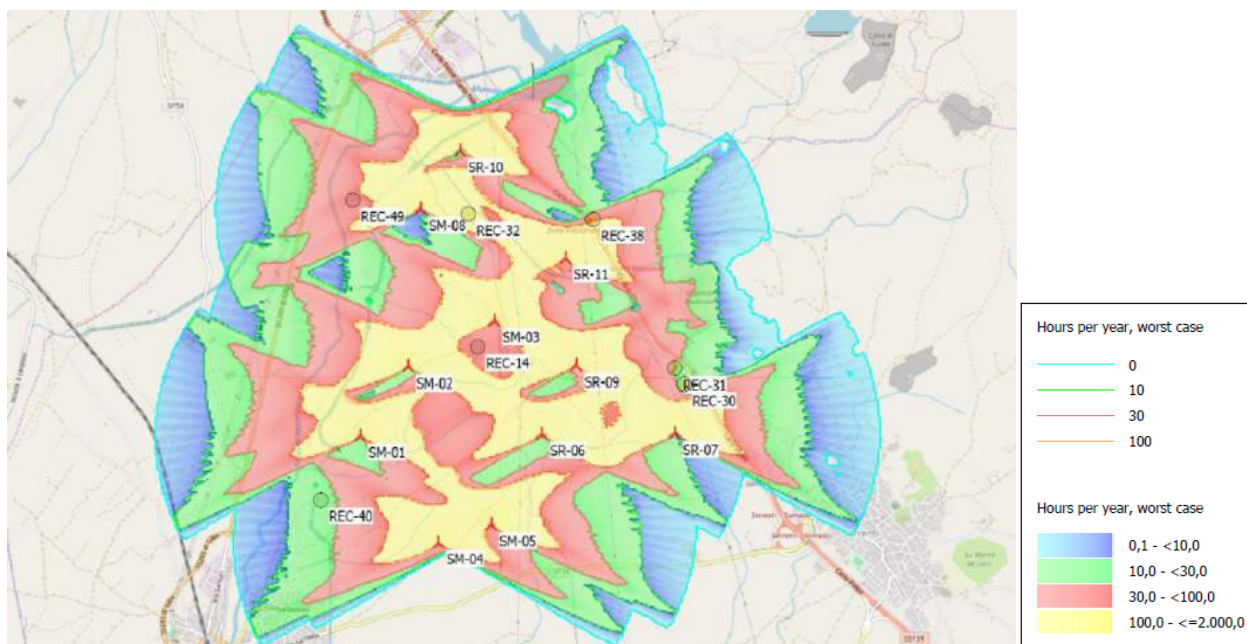 SP56
SR-10
REC-49
SM-08
REC-32
REC-38
SR-11
SM-03
REC-14
SM-02
SR-09
REC-31
REC-30
SM-01
SR-06
SR-07
REC-40
SM-05
SM-04
SS131
Hours per year, worst case
0
10
30
100
Hours per year, worst case
0,1 - <10,0
10,0 - <30,0
30,0 - <100,0
100,0 - <=2.000,0